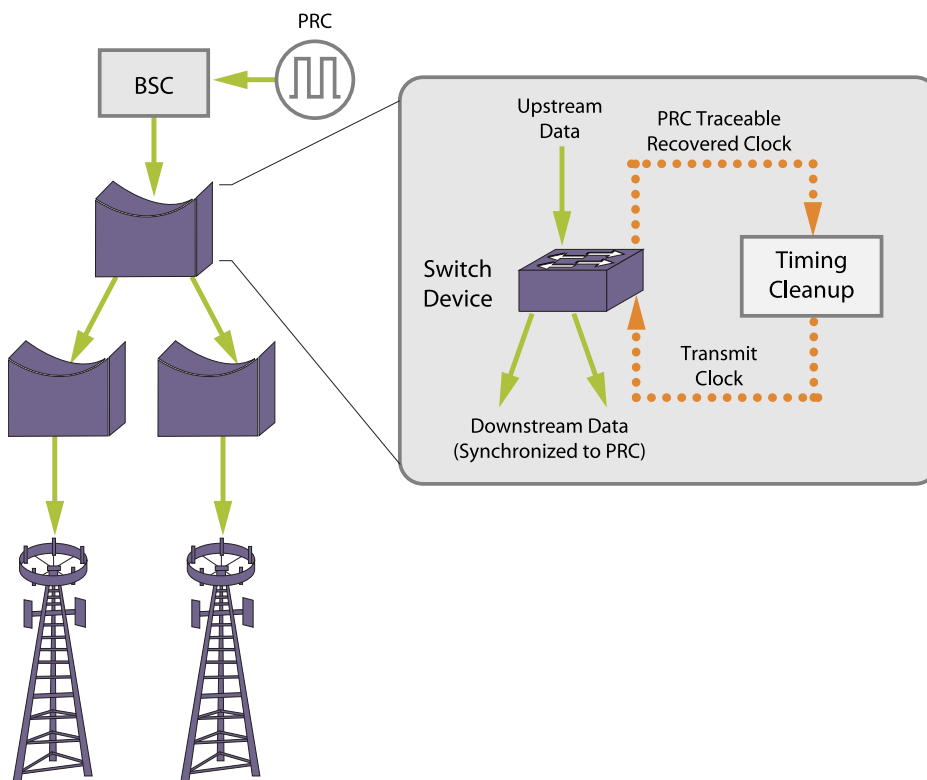 PRC
BSC
Upstream
Data
PRC Traceable
Recovered Clock
Switch
Device
Timing
Cleanup
Transmit
Clock
Downstream Data
(Synchronized to PRC)